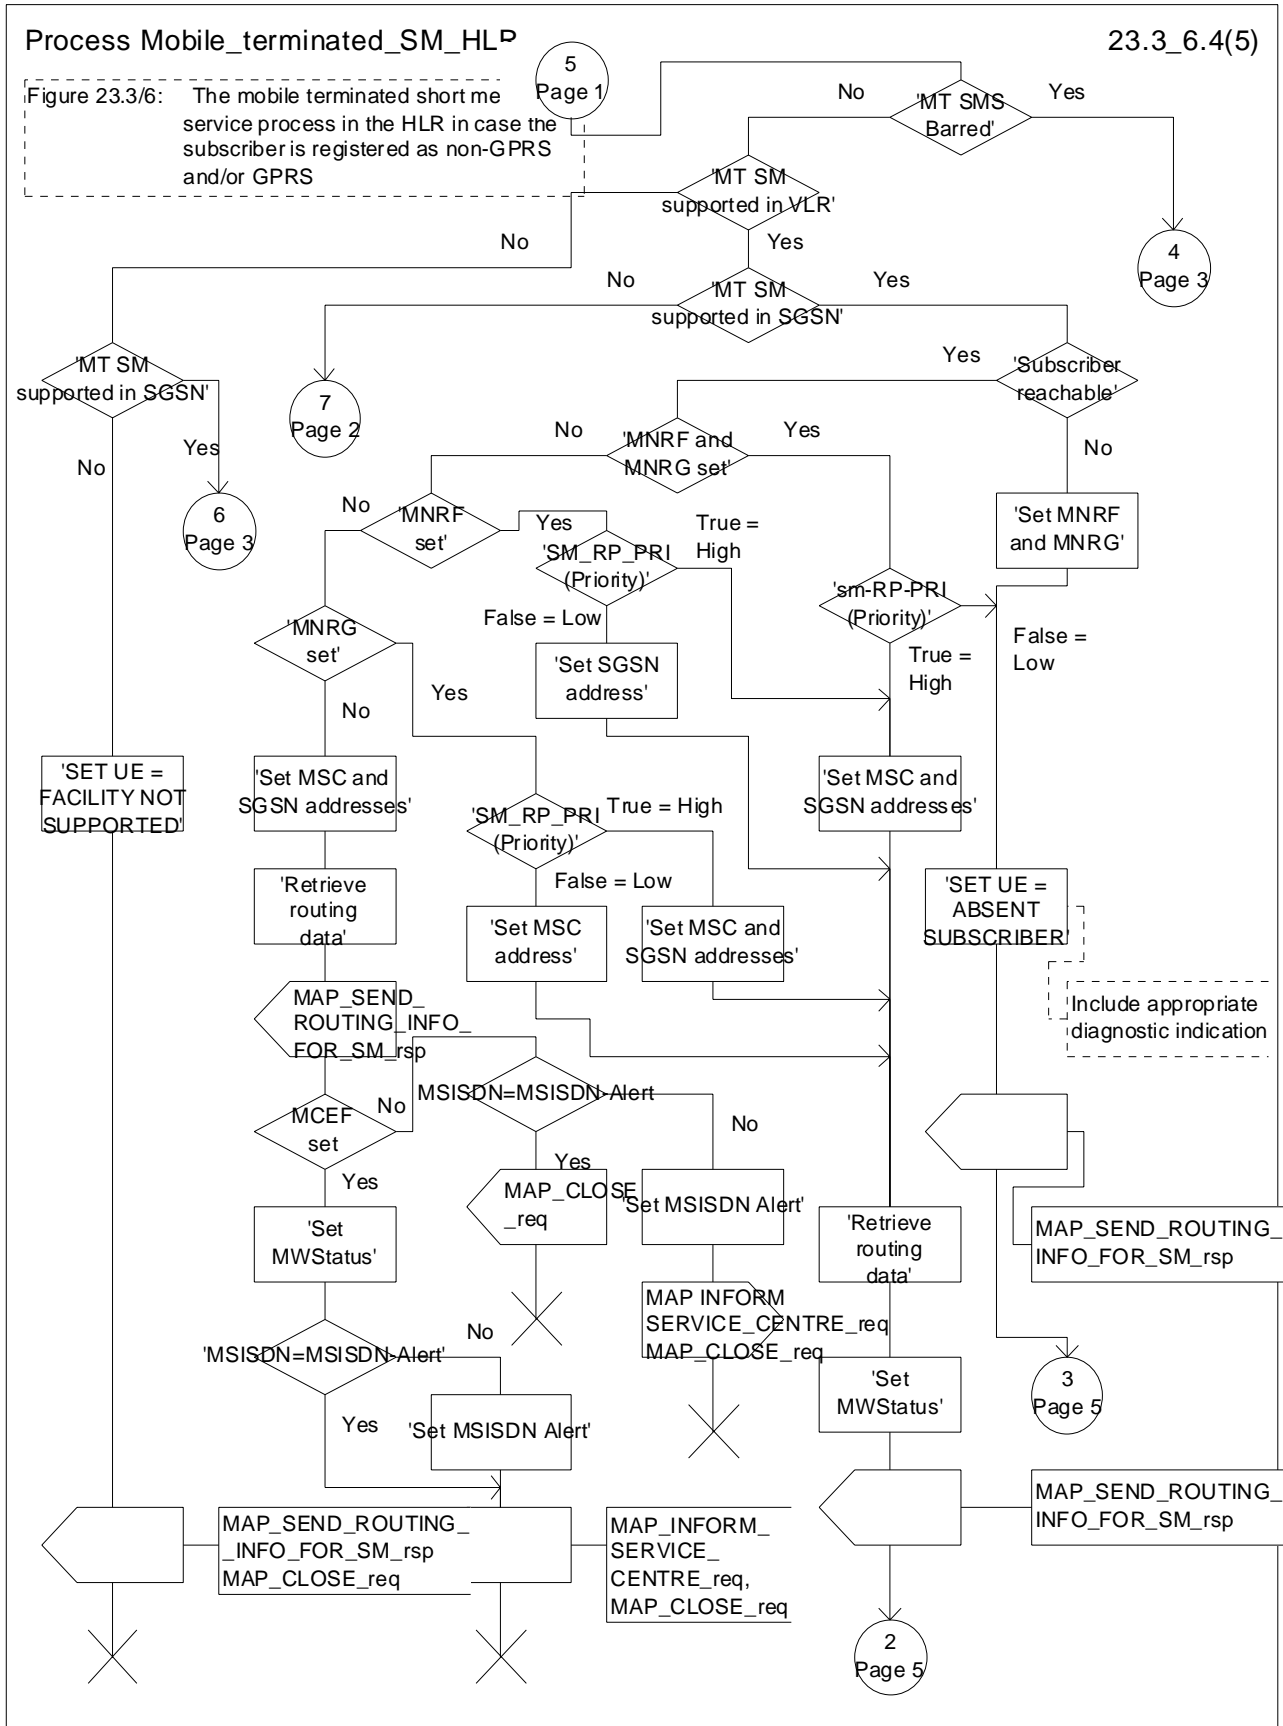 Process Mobile_terminated_SM_HLR
23.3_6.4(5)
5
Page 1
Figure 23.3/6: The mobile terminated short me
service process in the HLR in case the
subscriber is registered as non-GPRS
and/or GPRS
No
'MT SMS
Barred'
Yes
'MT SM
supported in VLR'
No
Yes
4
Page 3
No
'MT SM
supported in SGSN'
Yes
'MT SM
supported in SGSN'
7
Page 2
Yes
'Subscriber
reachable'
No
Yes
No
'MNRF and
MNRG set'
Yes
No
6
Page 3
No
'MNRF
set'
Yes
'SM_RP_PRI
(Priority)'
True =
High
'Set MNRF
and MNRG'
'sm-RP-PRI
(Priority)'
False = Low
'MNRG
set'
'Set SGSN
address'
True =
High
False =
Low
Yes
No
'SET UE =
FACILITY NOT
SUPPORTED'
'Set MSC and
SGSN addresses'
'SM_RP_PRI
(Priority)'
True = High
'Set MSC and
SGSN addresses'
False = Low
'Retrieve
routing
data'
'Set MSC
address'
'Set MSC and
SGSN addresses'
'SET UE =
ABSENT
SUBSCRIBER'
Include appropriate
diagnostic indication
MAP_SEND_
ROUTING_INFO_
FOR_SM_rsp
MSISDN=MSISDN-Alert
MCEF
set
No
No
Yes
Yes
MAP_CLOSE
_req
'Set MSISDN Alert'
'Set
MWStatus'
'Retrieve
routing
data'
MAP_SEND_ROUTING_
INFO_FOR_SM_rsp
MAP INFORM
SERVICE_CENTRE_req
MAP_CLOSE_req
No
'MSISDN=MSISDN-Alert'
'Set
MWStatus'
3
Page 5
Yes
'Set MSISDN Alert'
MAP_SEND_ROUTING_
_INFO_FOR_SM_rsp
MAP_CLOSE_req
MAP_INFORM_
SERVICE_
CENTRE_req,
MAP_CLOSE_req
MAP_SEND_ROUTING_
INFO_FOR_SM_rsp
2
Page 5